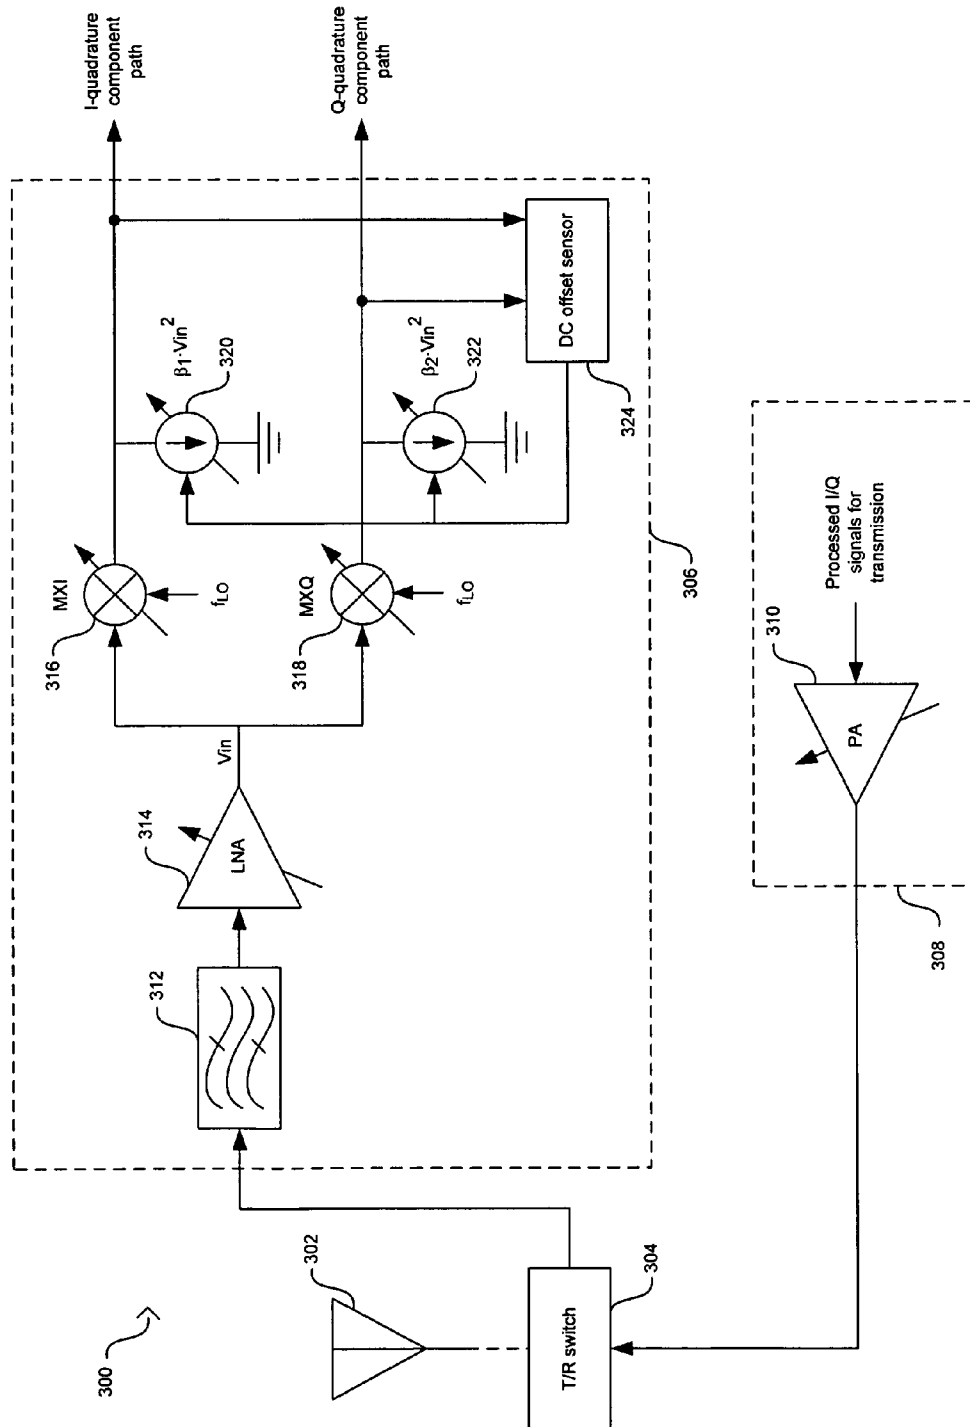 300
302
T/R switch
304
312
LNA
314
Vin
316
MXI
fLO
318
MXQ
fLO
β1·Vin²
320
β2·Vin²
322
DC offset sensor
324
306
I-quadrature
component
path
Q-quadrature
component
path
308
PA
310
Processed I/Q
signals for
transmission